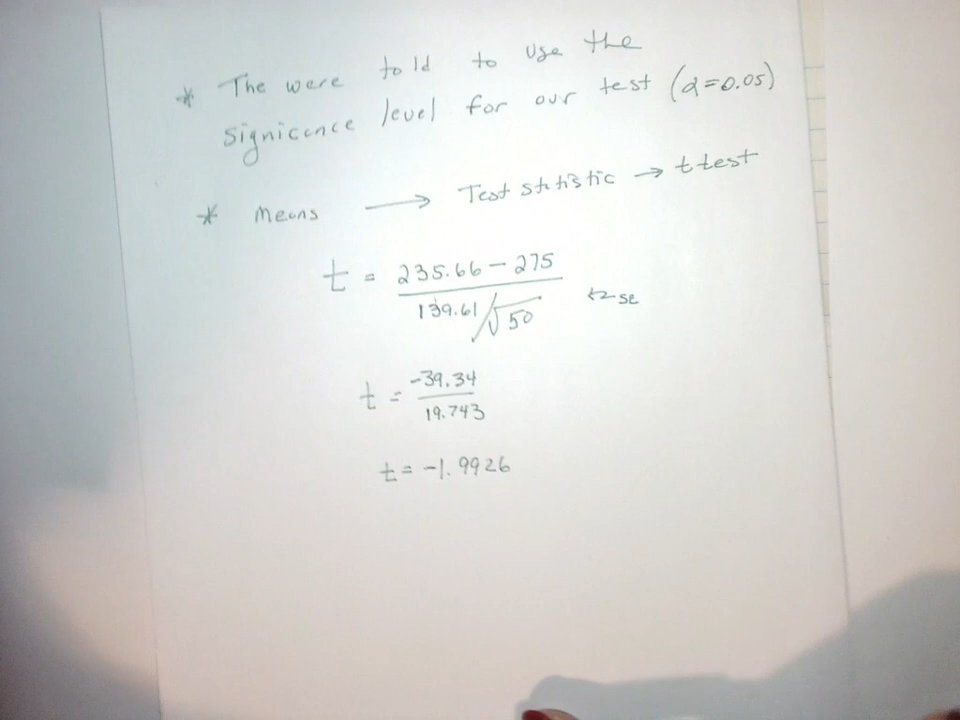 * The were told to use the
signicence level for our test (α=0.05)
* Means → Test statistic → t test
t = 235.66 - 275
139.61/√50 ← se
t = -39.34
19.743
t = -1.9926